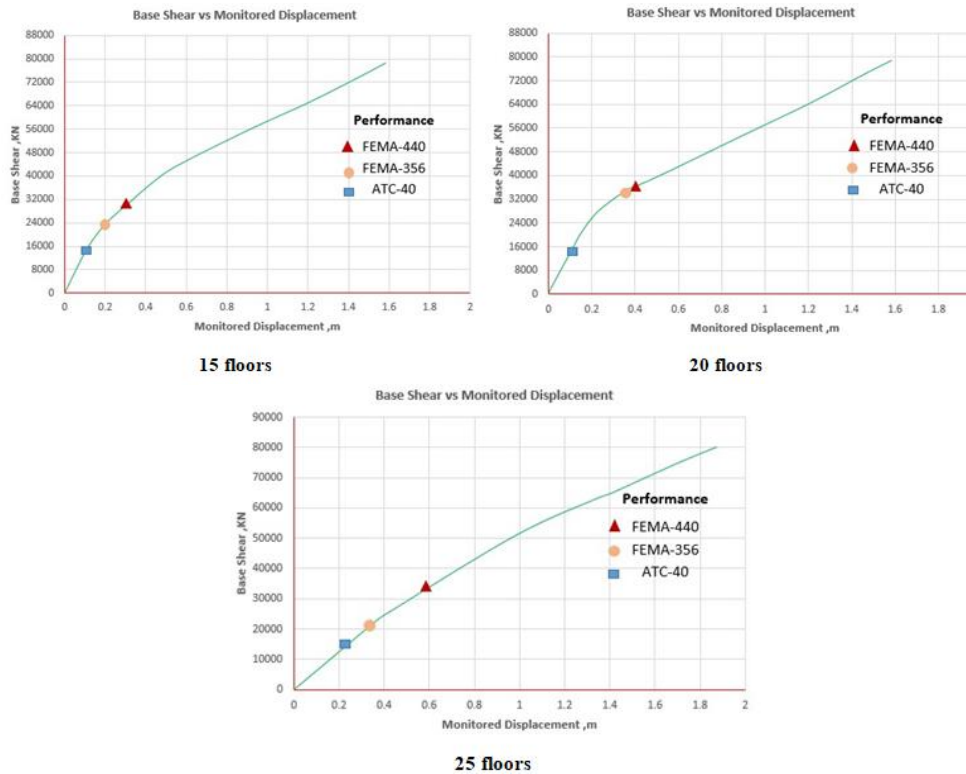 Base Shear vs Monitored Displacement
88000
80000
72000
64000
56000
48000
40000
32000
24000
16000
8000
0
Base Shear ,KN
Performance
FEMA-440
FEMA-356
ATC-40
0 0.2 0.4 0.6 0.8 1 1.2 1.4 1.6 1.8 2
Monitored Displacement ,m
15 floors
Base Shear vs Monitored Displacement
88000
80000
72000
64000
56000
48000
40000
32000
24000
16000
8000
0
Base Shear ,KN
Performance
FEMA-440
FEMA-356
ATC-40
0 0.2 0.4 0.6 0.8 1 1.2 1.4 1.6 1.8
Monitored Displacement ,m
20 floors
Base Shear vs Monitored Displacement
90000
80000
70000
60000
50000
40000
30000
20000
10000
0
Base Shear ,KN
Performance
FEMA-440
FEMA-356
ATC-40
0 0.2 0.4 0.6 0.8 1 1.2 1.4 1.6 1.8 2
Monitored Displacement ,m
25 floors